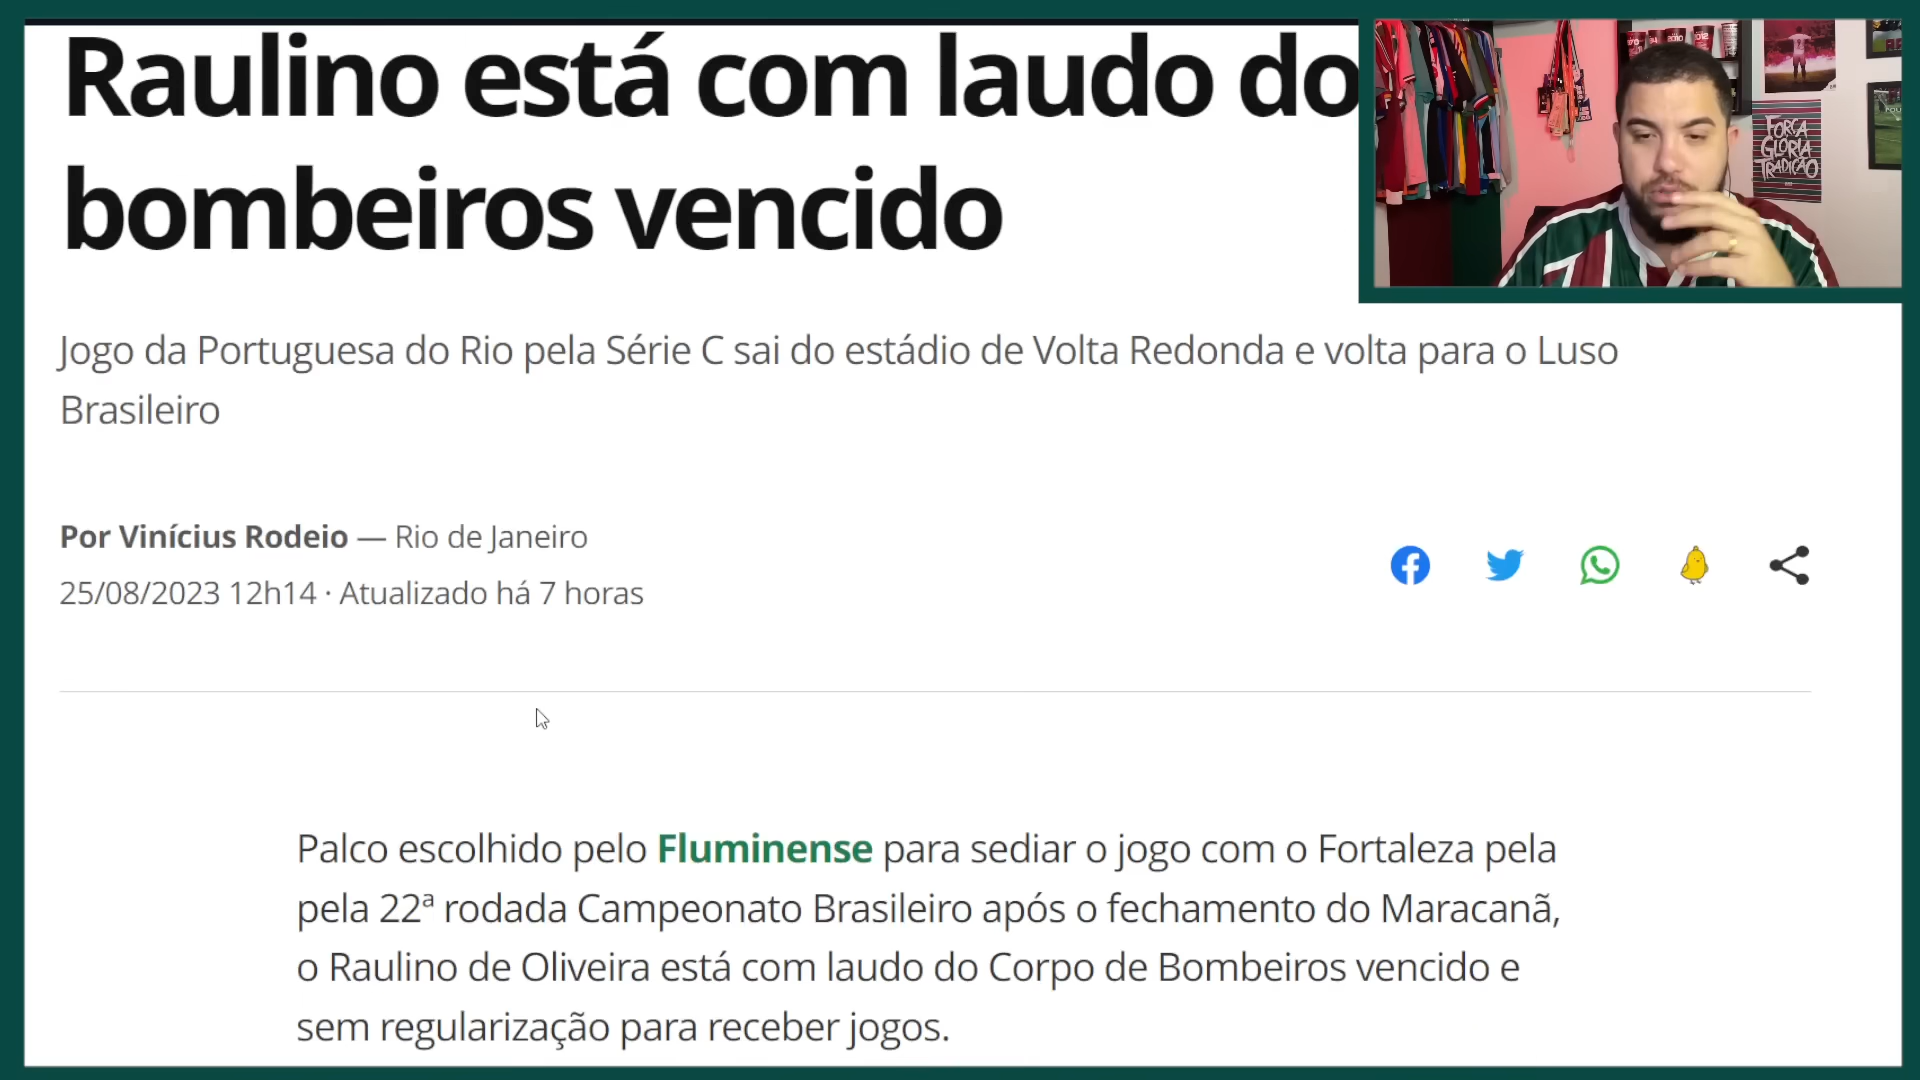 Raulino está com laudo do
bombeiros vencido
FORÇA
GLÓRIA
TRADIÇÃO
Jogo da Portuguesa do Rio pela Série C sai do estádio de Volta Redonda e volta para o Luso
Brasileiro
Por Vinícius Rodeio — Rio de Janeiro
25/08/2023 12h14 · Atualizado há 7 horas
Palco escolhido pelo Fluminense para sediar o jogo com o Fortaleza pela
pela 22ª rodada Campeonato Brasileiro após o fechamento do Maracanã,
o Raulino de Oliveira está com laudo do Corpo de Bombeiros vencido e
sem regularização para receber jogos.